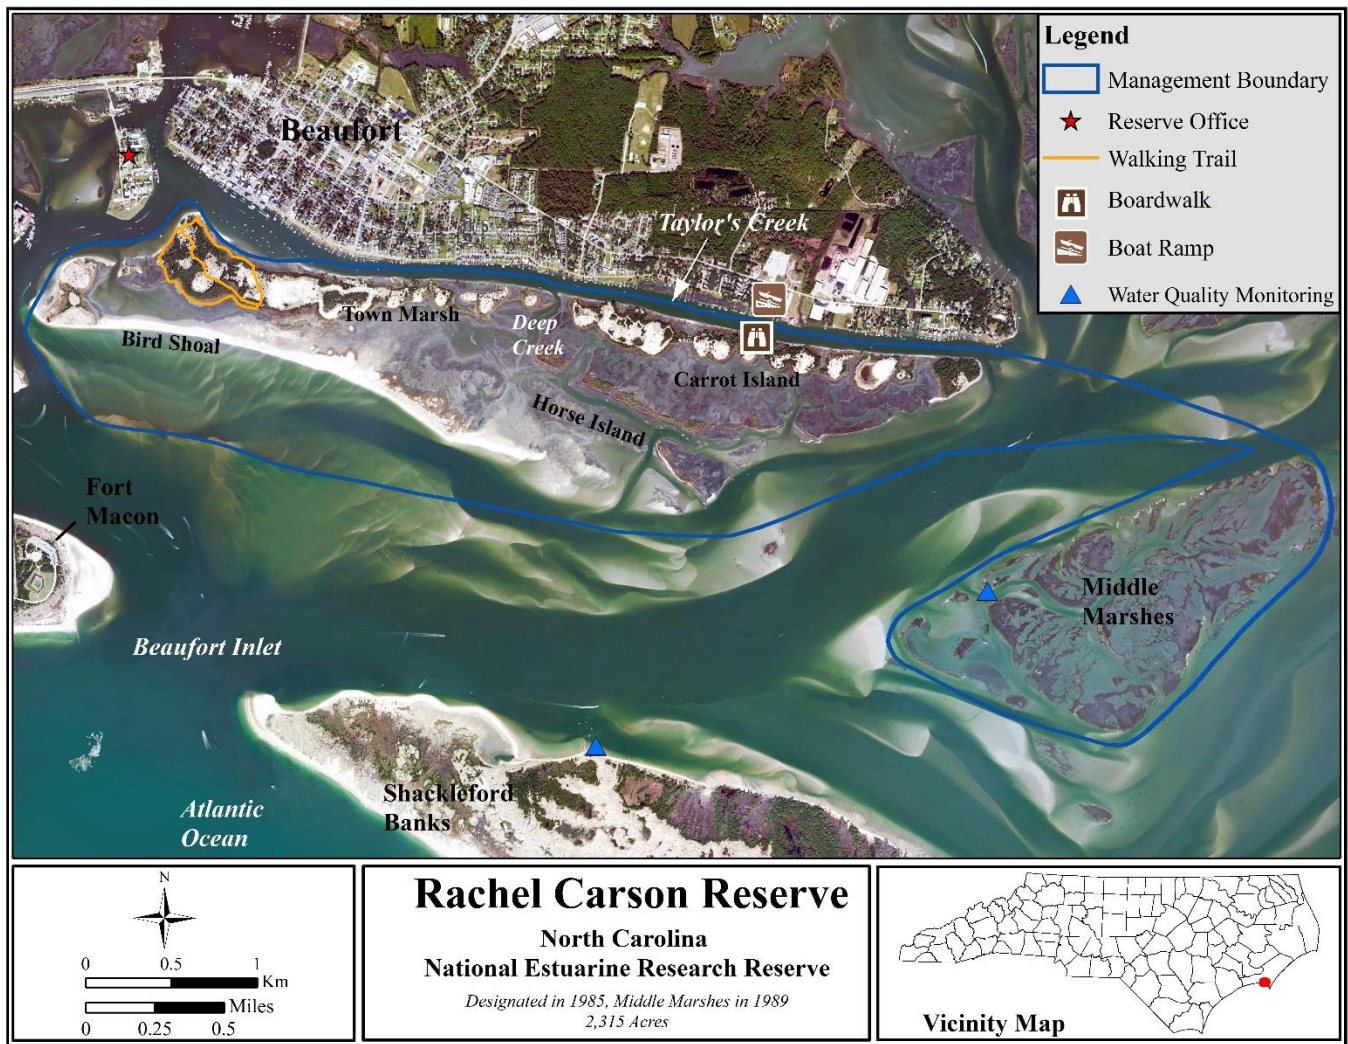 Legend
Management Boundary
Reserve Office
Walking Trail
Boardwalk
Boat Ramp
Water Quality Monitoring
Beaufort
Taylor's Creek
Town Marsh
Deep
Creek
Bird Shoal
Carrot Island
Horse Island
Fort
Macon
Middle
Marshes
Beaufort Inlet
Shackleford
Banks
Atlantic
Ocean
N
0 0.5 1
Km
Miles
0 0.25 0.5
Rachel Carson Reserve
North Carolina
National Estuarine Research Reserve
Designated in 1985, Middle Marshes in 1989
2,315 Acres
Vicinity Map